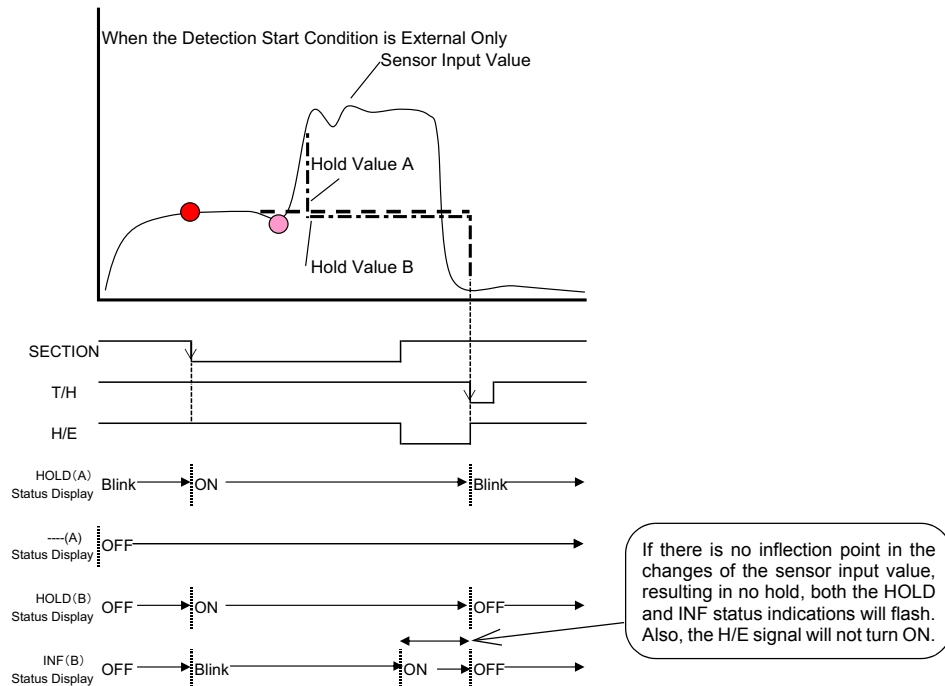 When the Detection Start Condition is External Only
Sensor Input Value
Hold Value A
Hold Value B
SECTION
T/H
H/E
HOLD(A)
Status Display
Blink
ON
Blink
----(A)
Status Display
OFF
HOLD(B)
Status Display
OFF
ON
OFF
INF(B)
Status Display
OFF
Blink
ON
OFF
If there is no inflection point in the
changes of the sensor input value,
resulting in no hold, both the HOLD
and INF status indications will flash.
Also, the H/E signal will not turn ON.